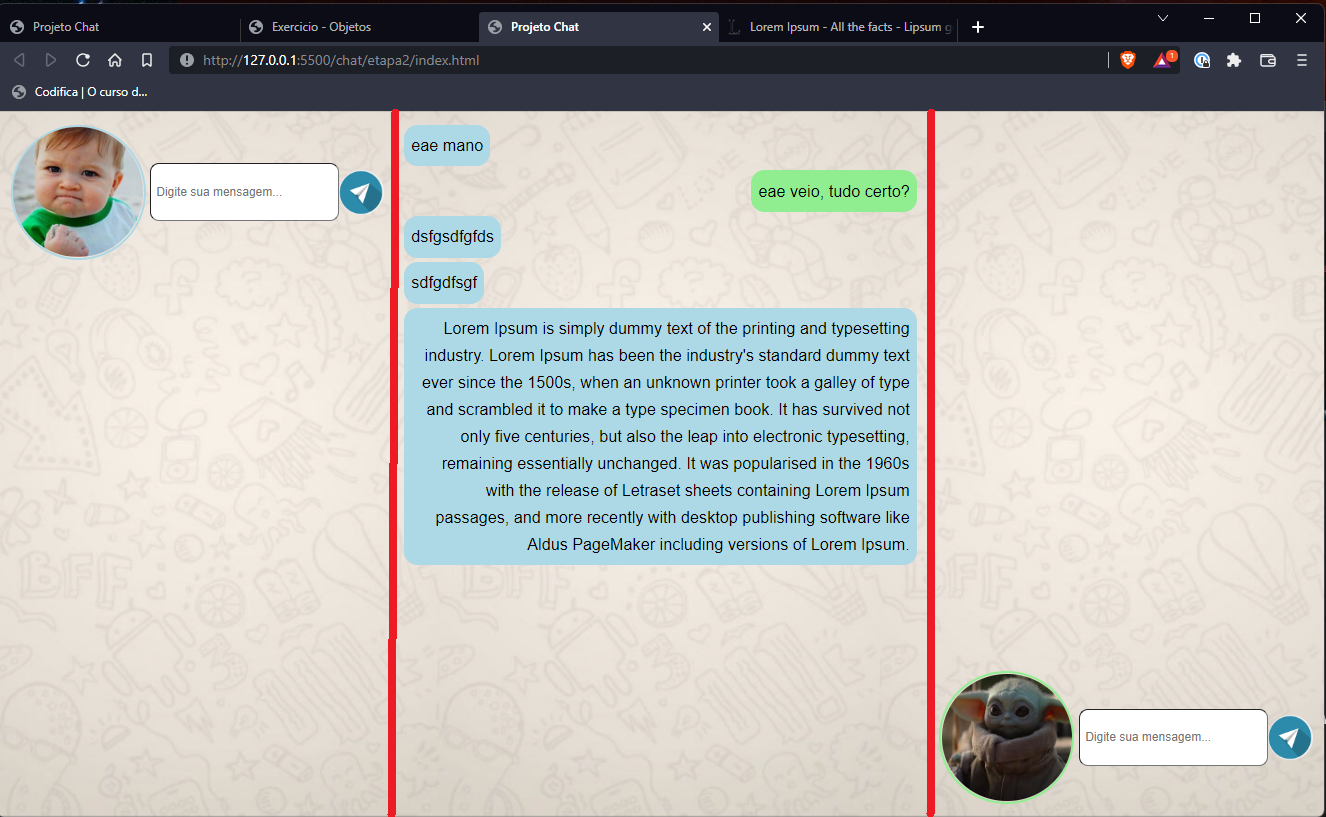 Projeto Chat
Exercicio - Objetos
Projeto Chat
Lorem Ipsum - All the facts - Lipsum g
http://127.0.0.1:5500/chat/etapa2/index.html
1
Codifica | O curso d...
eae mano
Digite sua mensagem...
eae veio, tudo certo?
dsfgsdfgfds
sdfgdfsgf
Lorem Ipsum is simply dummy text of the printing and typesetting
industry. Lorem Ipsum has been the industry's standard dummy text
ever since the 1500s, when an unknown printer took a galley of type
and scrambled it to make a type specimen book. It has survived not
only five centuries, but also the leap into electronic typesetting,
remaining essentially unchanged. It was popularised in the 1960s
with the release of Letraset sheets containing Lorem Ipsum
passages, and more recently with desktop publishing software like
Aldus PageMaker including versions of Lorem Ipsum.
Digite sua mensagem...